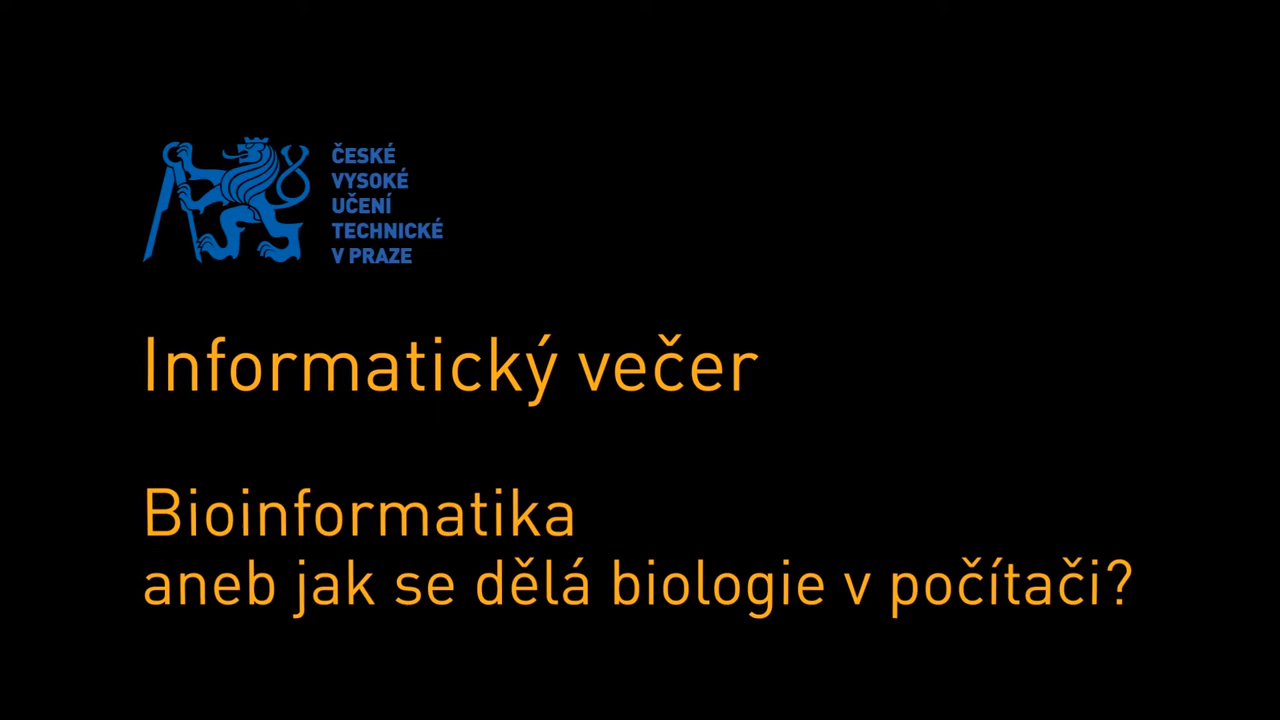 ČESKÉ
VYSOKÉ
UČENÍ
TECHNICKÉ
V PRAZE
Informatický večer
Bioinformatika
aneb jak se dělá biologie v počítači?